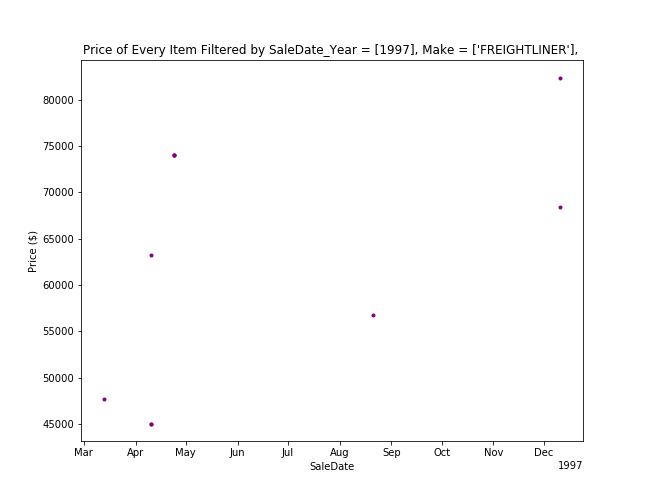 Price of Every Item Filtered by SaleDate_Year = [1997], Make = ['FREIGHTLINER'],
80000
75000
70000
65000
60000
55000
50000
45000
Price ($)
Mar Apr May Jun Jul Aug Sep Oct Nov Dec
SaleDate
1997